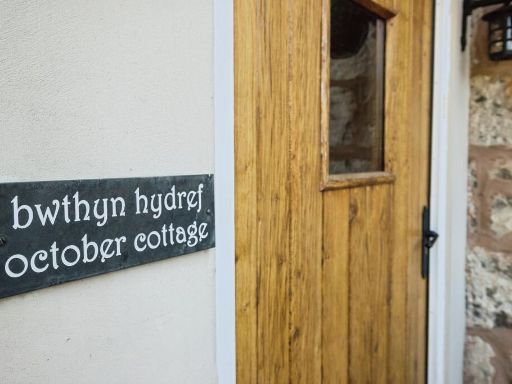 bwthyn hydref
october cottage